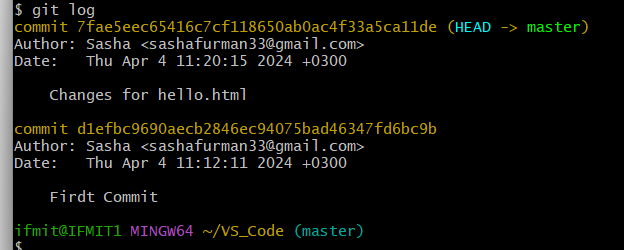 $ git log
commit 7fae5eec65416c7cf118650ab0ac4f33a5ca11de (HEAD -> master)
Author: Sasha <sashafurman33@gmail.com>
Date:   Thu Apr 4 11:20:15 2024 +0300
    Changes for hello.html
commit d1efbc9690aecb2846ec94075bad46347fd6bc9b
Author: Sasha <sashafurman33@gmail.com>
Date:   Thu Apr 4 11:12:11 2024 +0300
    Firdt Commit
ifmit@IFMIT1 MINGW64 ~/VS_Code (master)
$